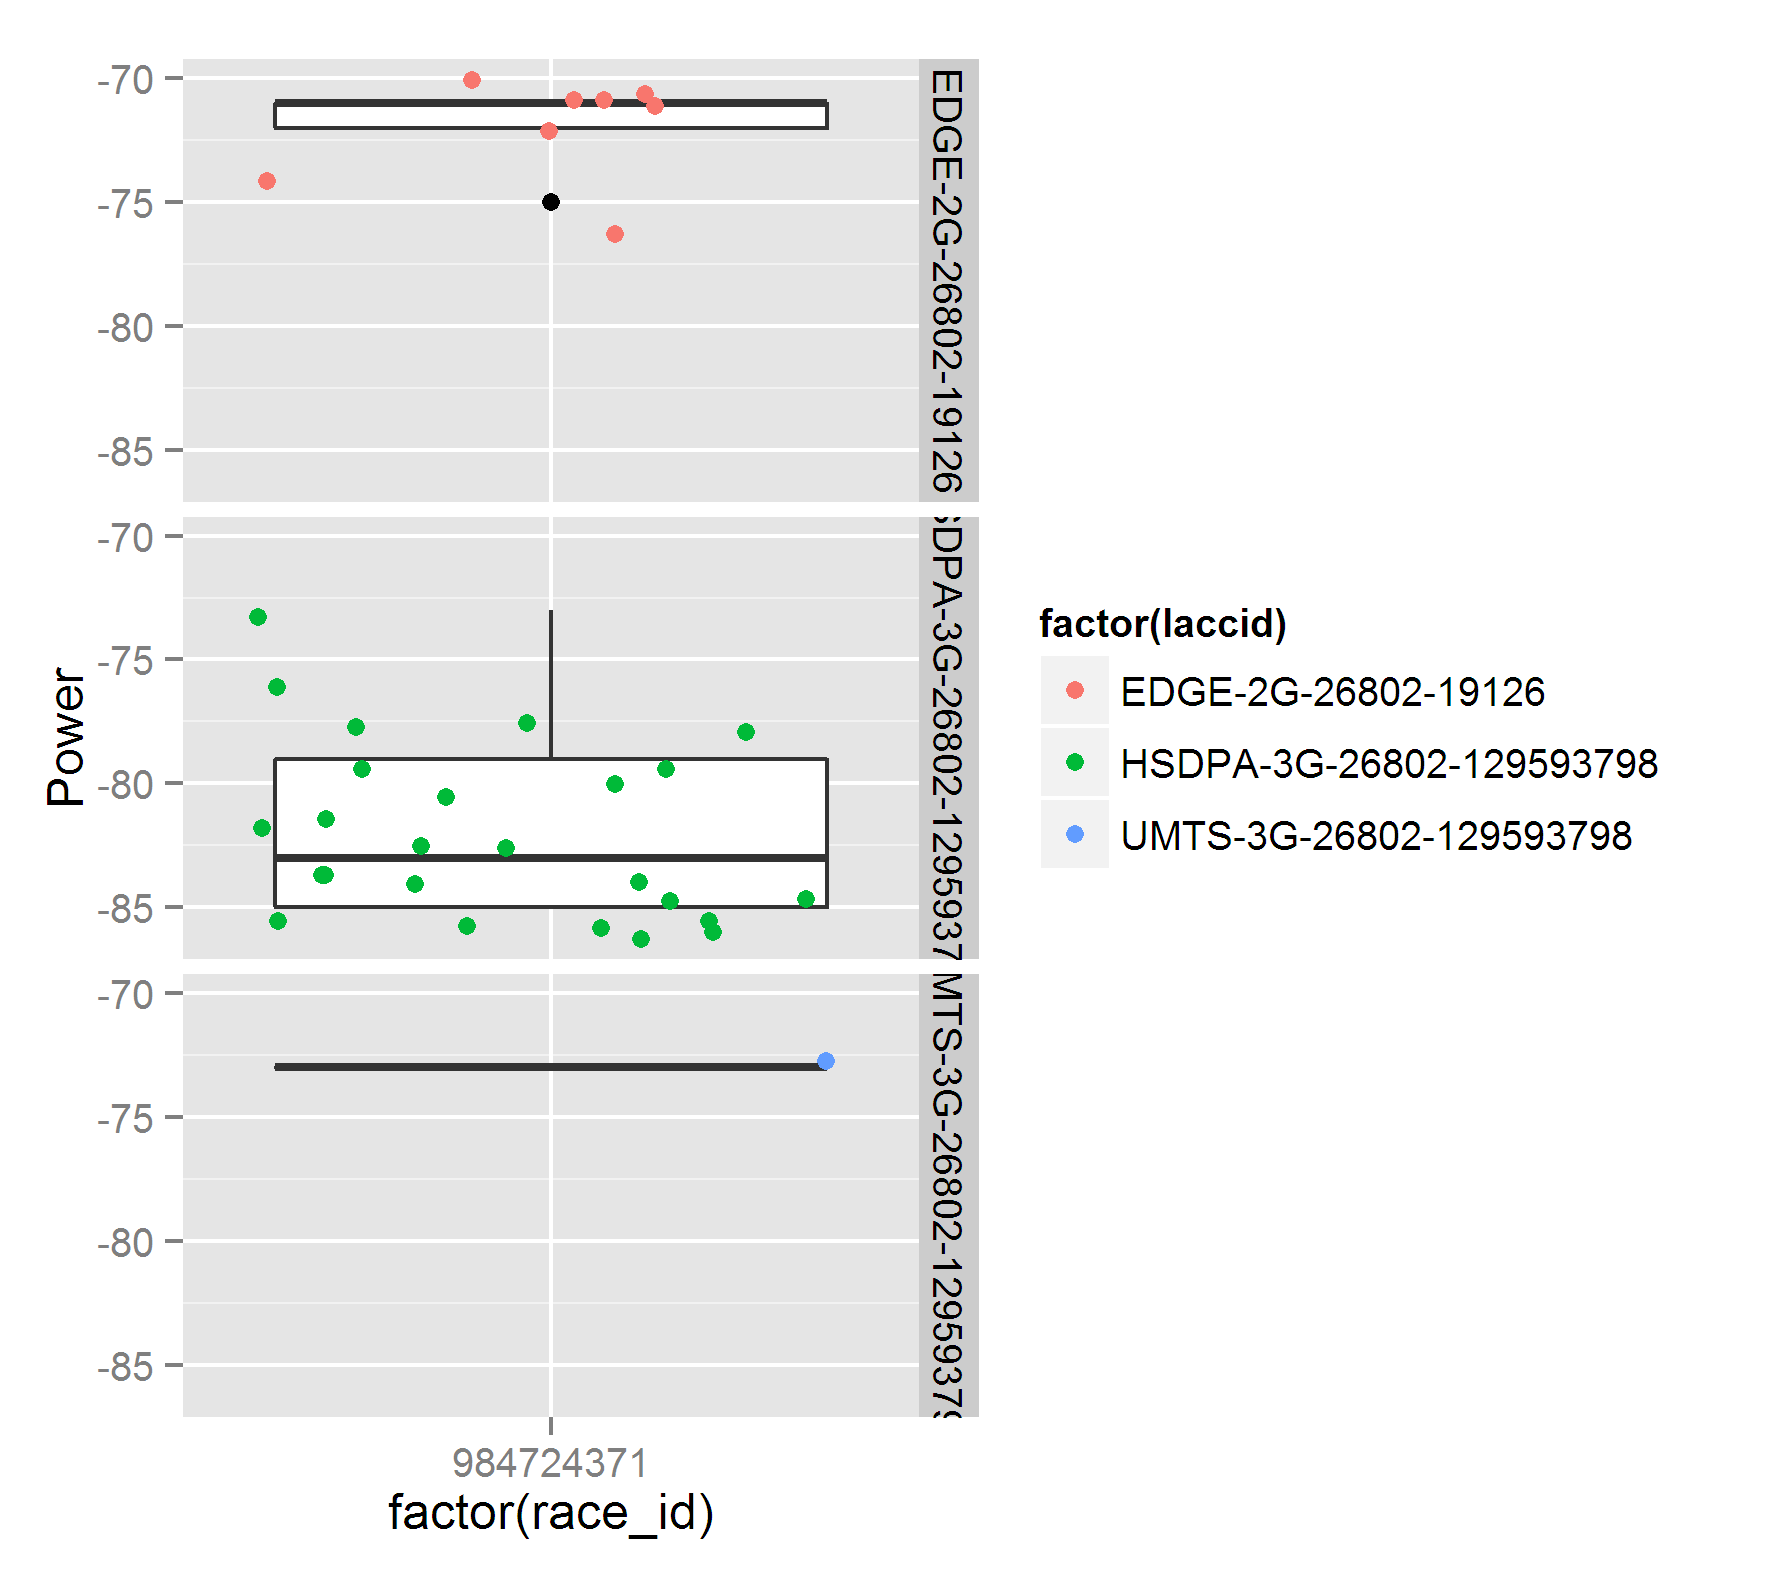 -70
-75
-80
-85
EDGE-2G-26802-19126
-70
-75
-80
-85
SDPA-3G-26802-1295937
-70
-75
-80
-85
MTS-3G-26802-12959379
Power
984724371
factor(race_id)
factor(laccid)
EDGE-2G-26802-19126
HSDPA-3G-26802-129593798
UMTS-3G-26802-129593798